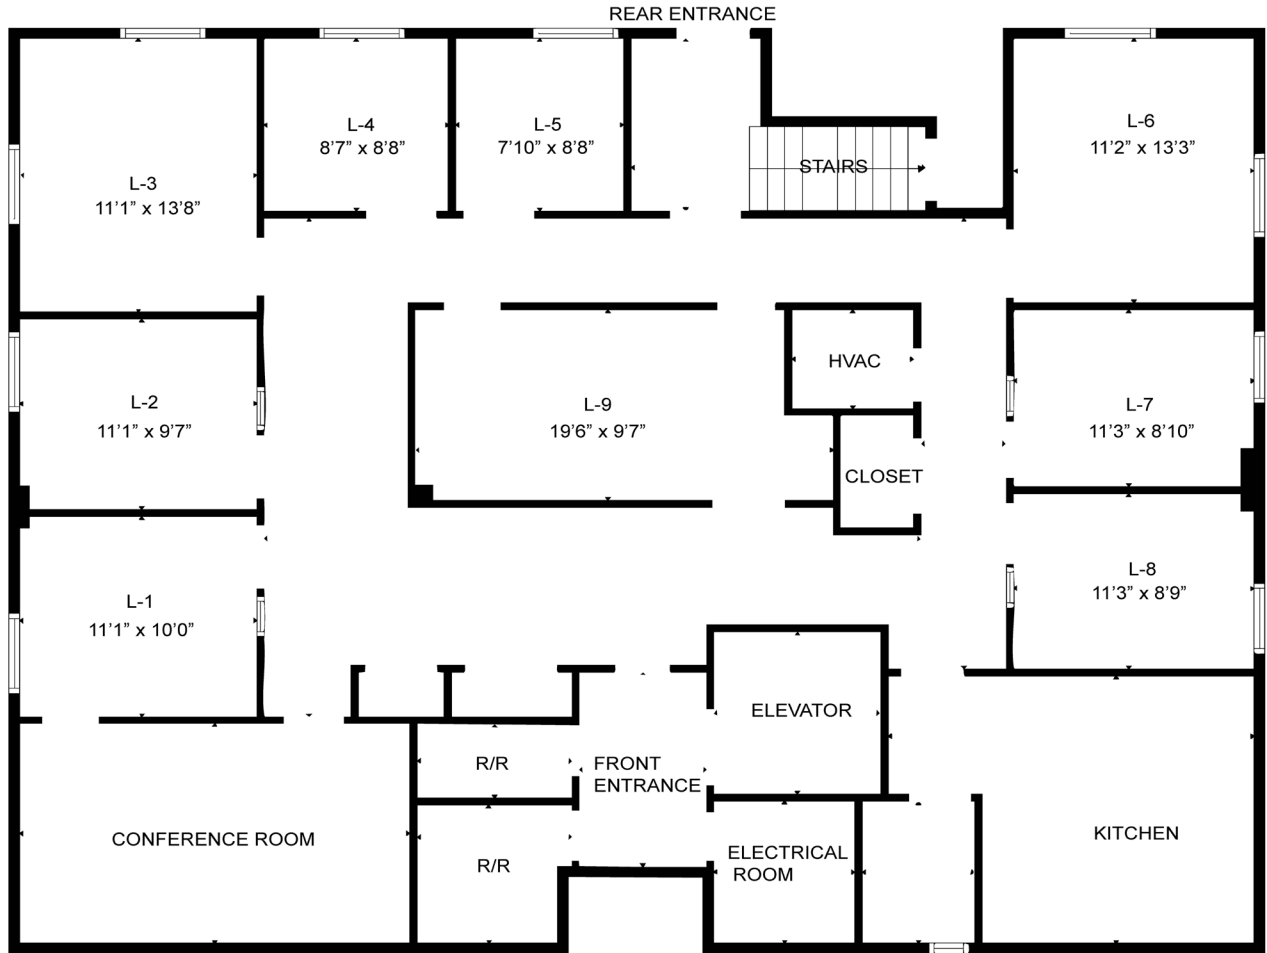 REAR ENTRANCE
L-4
8’7” x 8’8”
L-5
7’10” x 8’8”
STAIRS
L-6
11’2” x 13’3”
L-3
11’1” x 13’8”
L-2
11’1” x 9’7”
L-9
19’6” x 9’7”
HVAC
CLOSET
L-7
11’3” x 8’10”
L-1
11’1” x 10’0”
L-8
11’3” x 8’9”
ELEVATOR
R/R
FRONT
ENTRANCE
CONFERENCE ROOM
R/R
ELECTRICAL
ROOM
KITCHEN